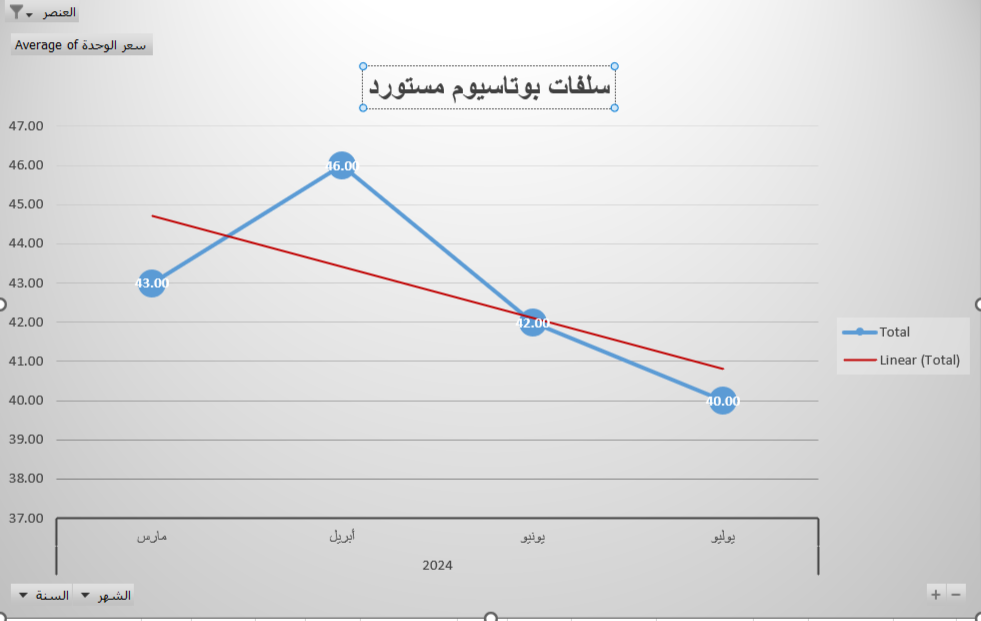 العنصر
Average of سعر الوحدة
سلفات بوتاسيوم مستورد
47.00
46.00
45.00
44.00
43.00
42.00
41.00
40.00
39.00
38.00
37.00
43.00
46.00
42.00
40.00
Total
Linear (Total)
مارس
أبريل
يونيو
يوليو
2024
السنة
الشهر
+
−